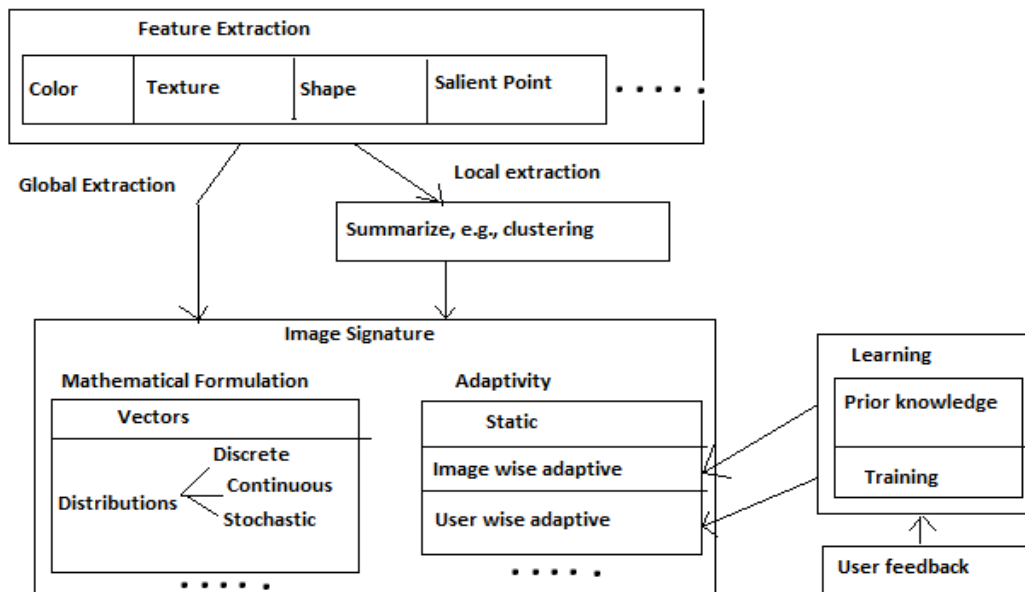 Feature Extraction
Color
Texture
Shape
Salient Point
Global Extraction
Local extraction
Summarize, e.g., clustering
Image Signature
Mathematical Formulation
Vectors
Distributions
Discrete
Continuous
Stochastic
Adaptivity
Static
Image wise adaptive
User wise adaptive
Learning
Prior knowledge
Training
User feedback